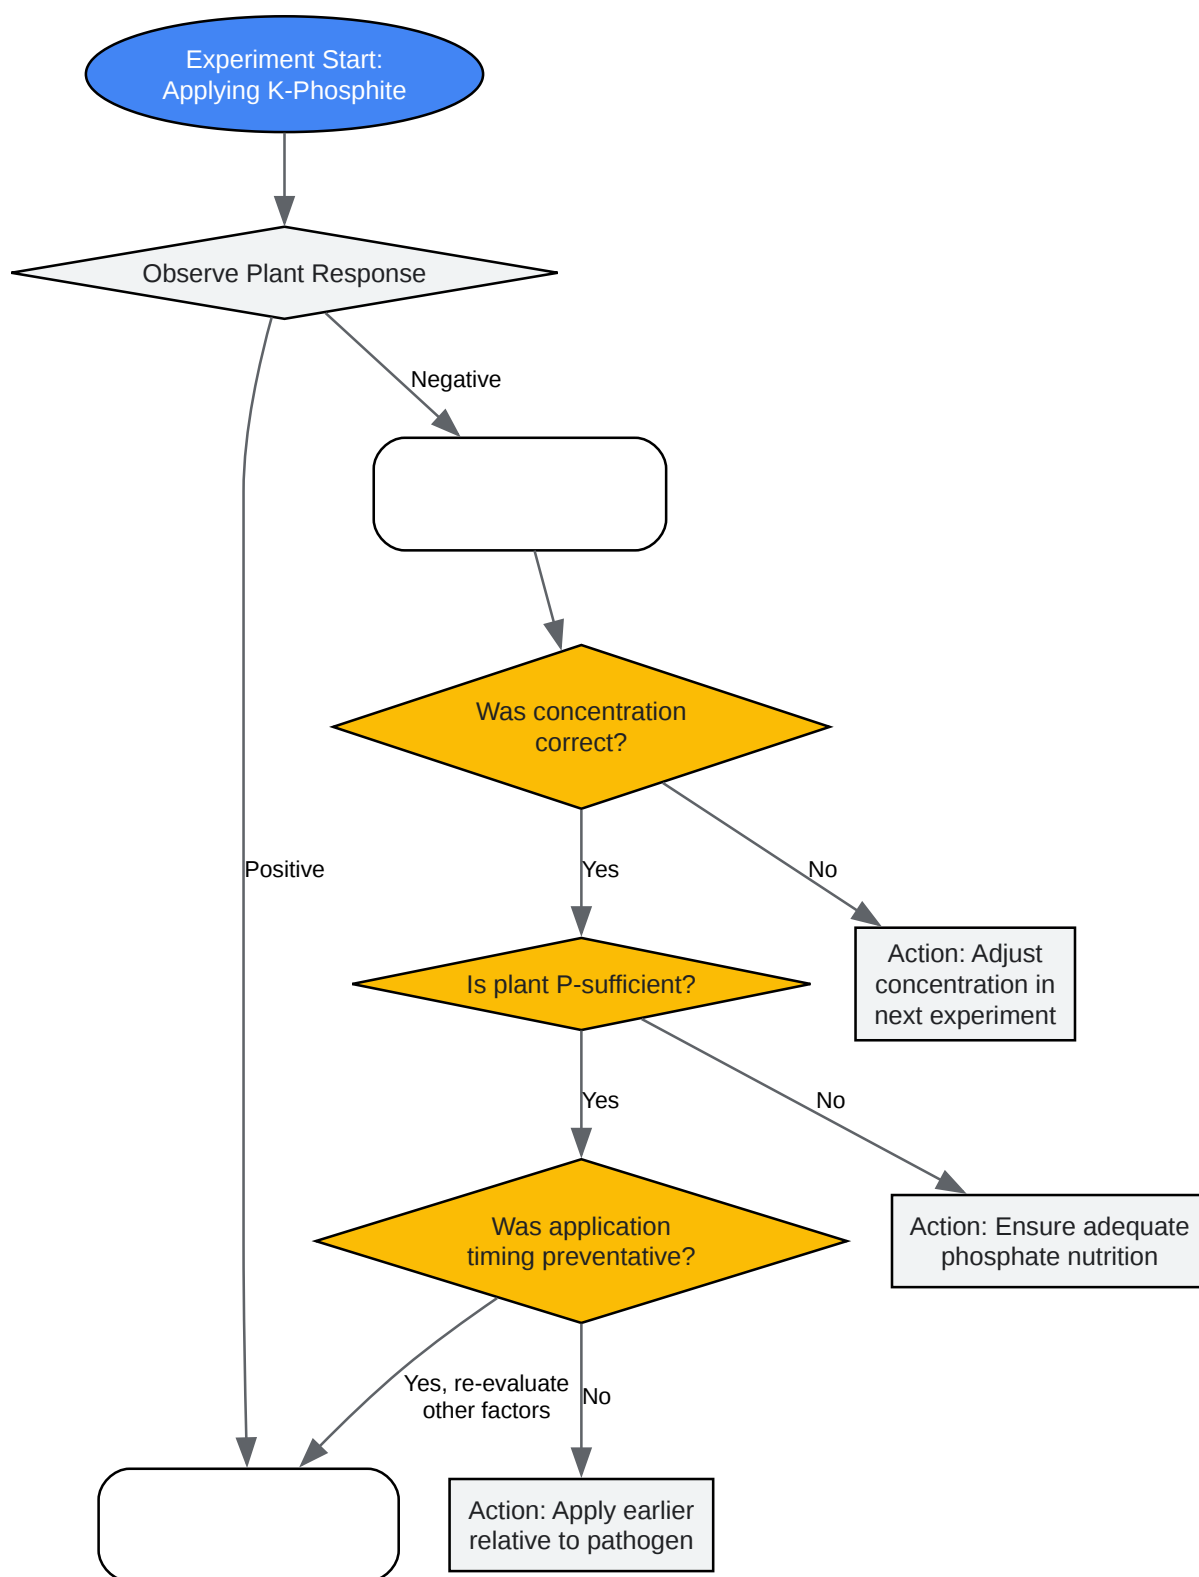 Experiment Start:
Applying K-Phosphite
Observe Plant Response
Negative
Was concentration
correct?
Positive
Yes
No
Action: Adjust
concentration in
next experiment
Is plant P-sufficient?
Yes
No
Action: Ensure adequate
phosphate nutrition
Was application
timing preventative?
Yes, re-evaluate
other factors
No
Action: Apply earlier
relative to pathogen